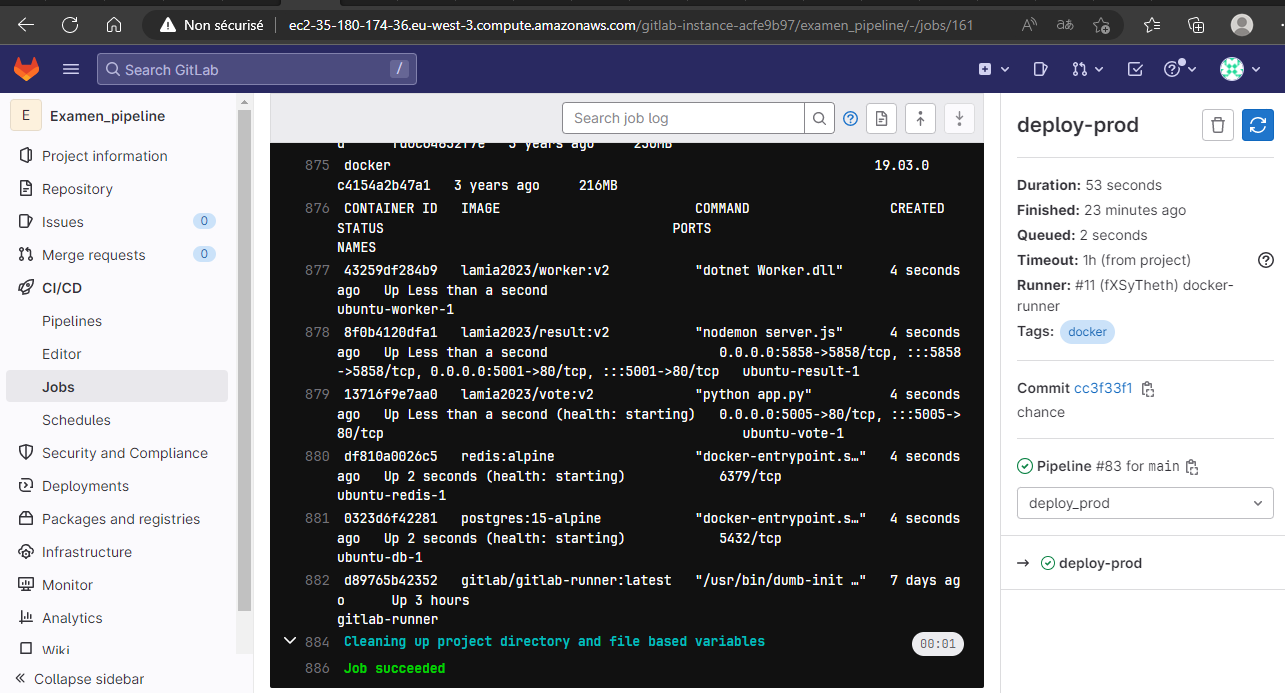 Non sécurisé
ec2-35-180-174-36.eu-west-3.compute.amazonaws.com/gitlab-instance-acfe9b97/examen_pipeline/-/jobs/161
Search GitLab
/
E
Examen_pipeline
Project information
Repository
Issues
0
Merge requests
0
CI/CD
Pipelines
Editor
Jobs
Schedules
Security and Compliance
Deployments
Packages and registries
Infrastructure
Monitor
Analytics
Wiki
Collapse sidebar
Search job log
3 years ago
875 docker 19.03.0
c4154a2b47a1 3 years ago 216MB
876 CONTAINER ID IMAGE COMMAND CREATED
STATUS PORTS
NAMES
877 43259df284b9 lamia2023/worker:v2 "dotnet Worker.dll" 4 seconds
ago Up Less than a second
ubuntu-worker-1
878 8f0b4120dfa1 lamia2023/result:v2 "nodemon server.js" 4 seconds
ago Up Less than a second 0.0.0.0:5858->5858/tcp, :::5858
->5858/tcp, 0.0.0.0:5001->80/tcp, :::5001->80/tcp ubuntu-result-1
879 13716f9e7aa0 lamia2023/vote:v2 "python app.py" 4 seconds
ago Up Less than a second (health: starting) 0.0.0.0:5005->80/tcp, :::5005->
80/tcp ubuntu-vote-1
880 df810a0026c5 redis:alpine "docker-entrypoint.s…" 4 seconds
ago Up 2 seconds (health: starting) 6379/tcp
ubuntu-redis-1
881 0323d6f42281 postgres:15-alpine "docker-entrypoint.s…" 4 seconds
ago Up 2 seconds (health: starting) 5432/tcp
ubuntu-db-1
882 d89765b42352 gitlab/gitlab-runner:latest "/usr/bin/dumb-init …" 7 days ag
o Up 3 hours
gitlab-runner
884 Cleaning up project directory and file based variables 00:01
886 Job succeeded
deploy-prod
Duration: 53 seconds
Finished: 23 minutes ago
Queued: 2 seconds
Timeout: 1h (from project)
Runner: #11 (fXSyTheth) docker-
runner
Tags: docker
Commit cc3f33f1
chance
Pipeline #83 for main
deploy_prod
→ deploy-prod